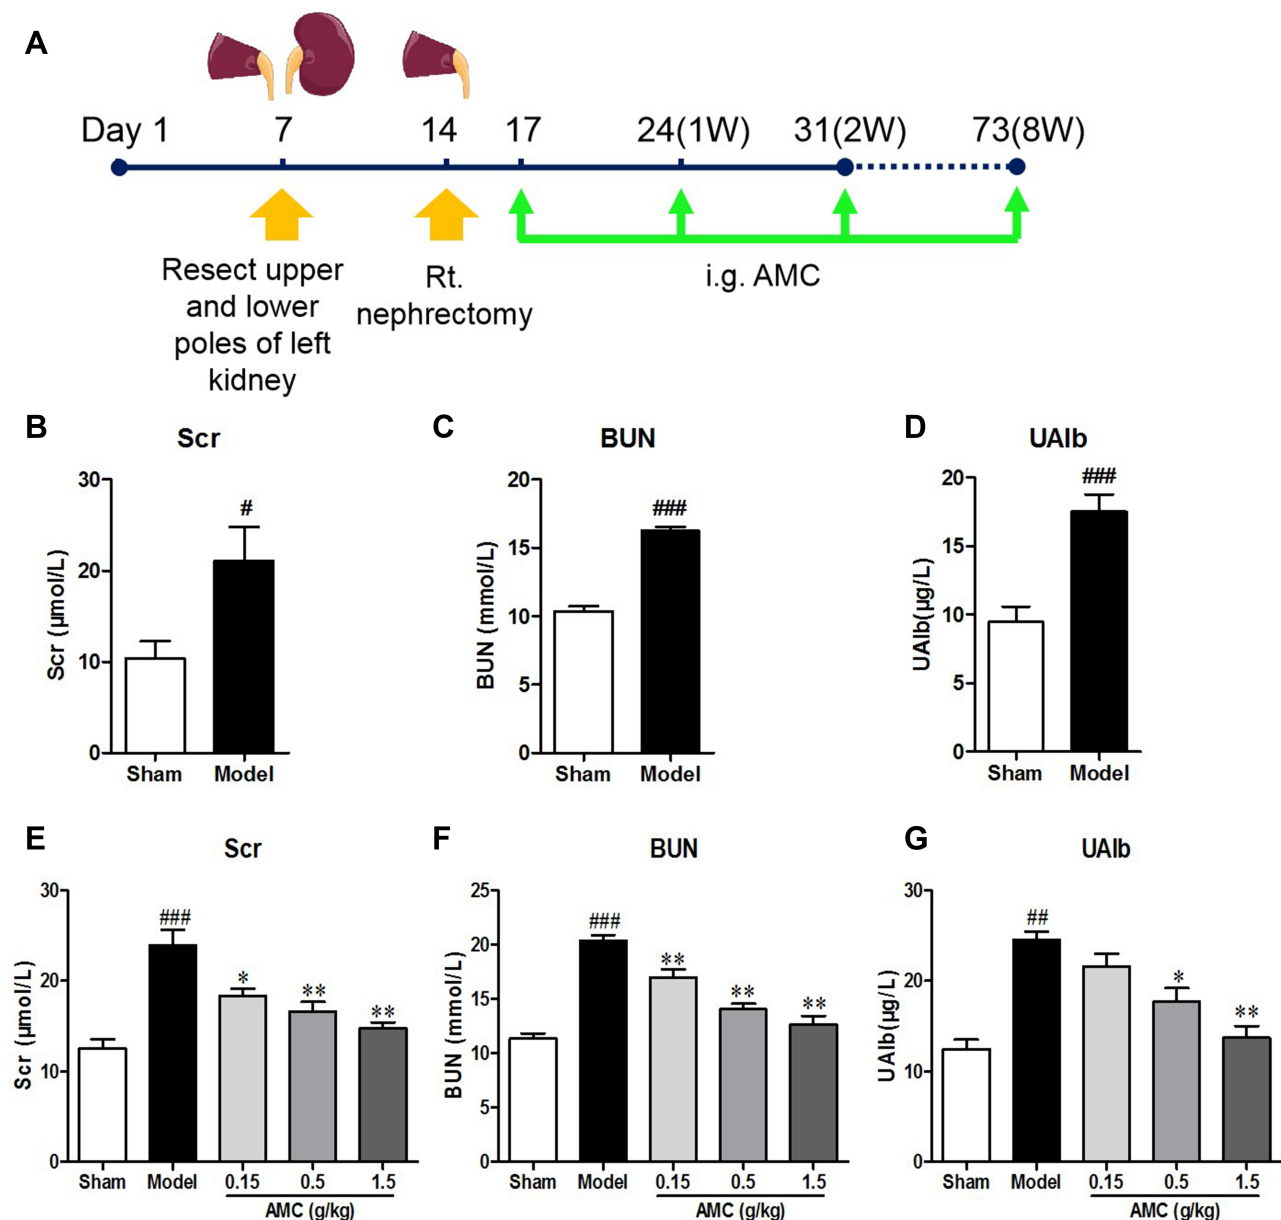 A
Day 1 7 14 17 24(1W) 31(2W) 73(8W)
Resect upper
and lower
poles of left
kidney
Rt.
nephrectomy
i.g. AMC
B
Scr
30
20
10
0
Scr (µmol/L)
#
Sham Model
C
BUN
20
15
10
5
0
BUN (mmol/L)
###
Sham Model
D
UAlb
20
15
10
5
0
UAlb(µg/L)
###
Sham Model
E
Scr
30
20
10
0
Scr (µmol/L)
###
*
**
**
Sham Model 0.15 0.5 1.5
AMC (g/kg)
F
BUN
25
20
15
10
5
0
BUN (mmol/L)
###
**
**
**
Sham Model 0.15 0.5 1.5
AMC (g/kg)
G
UAlb
30
20
10
0
UAlb(µg/L)
##
*
**
Sham Model 0.15 0.5 1.5
AMC (g/kg)